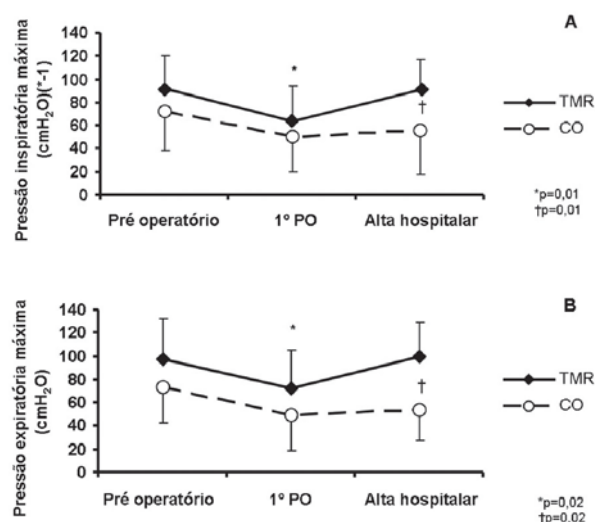 A
Pressão inspiratória máxima
(cmH₂O)(*-1)
140
120
100
80
60
40
20
0
*
†
Pré operatório 1º PO Alta hospitalar
TMR
CO
*p=0,01
†p=0,01
B
Pressão expiratória máxima
(cmH₂O)
140
120
100
80
60
40
20
0
*
†
Pré operatório 1º PO Alta hospitalar
TMR
CO
*p=0,02
†p=0,02